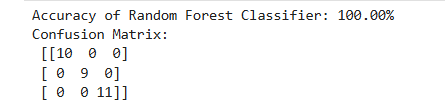 Accuracy of Random Forest Classifier: 100.00%
Confusion Matrix:
[[10 0 0]
[ 0 9 0]
[ 0 0 11]]